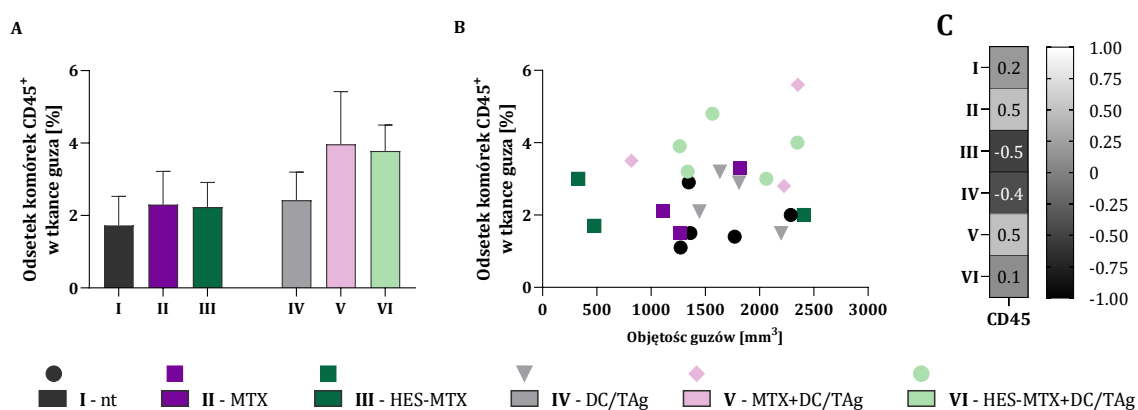 A
Odsetek komórek CD45+
w tkance guza [%]
6
4
2
0
I
II
III
IV
V
VI
B
Odsetek komórek CD45+
w tkance guza [%]
6
4
2
0
0
500
1000
1500
2000
2500
3000
Objętośc guzów [mm3]
C
I
II
III
IV
V
VI
0.2
0.5
-0.5
-0.4
0.5
0.1
CD45
1.00
0.75
0.50
0.25
0
-0.25
-0.50
-0.75
-1.00
I - nt
II - MTX
III - HES-MTX
IV - DC/TAg
V - MTX+DC/TAg
VI - HES-MTX+DC/TAg